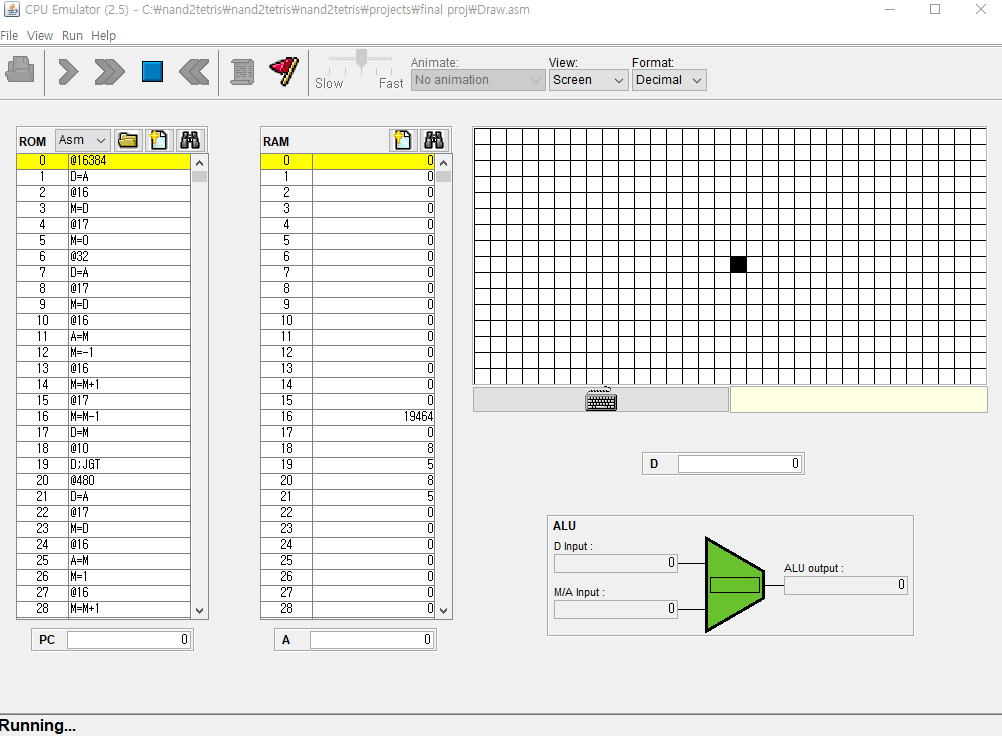 CPU Emulator (2.5) - C:₩nand2tetris₩nand2tetris₩nand2tetris₩projects₩final proj₩Draw.asm
File View Run Help
Slow Fast
Animate:
No animation
View:
Screen
Format:
Decimal
ROM Asm
0 @16384
1 D=A
2 @16
3 M=D
4 @17
5 M=0
6 @32
7 D=A
8 @17
9 M=D
10 @16
11 A=M
12 M=-1
13 @16
14 M=M+1
15 @17
16 M=M-1
17 D=M
18 @10
19 D;JGT
20 @480
21 D=A
22 @17
23 M=D
24 @16
25 A=M
26 M=1
27 @16
28 M=M+1
PC 0
RAM
0 0
1 0
2 0
3 0
4 0
5 0
6 0
7 0
8 0
9 0
10 0
11 0
12 0
13 0
14 0
15 0
16 19464
17 0
18 8
19 5
20 8
21 5
22 0
23 0
24 0
25 0
26 0
27 0
28 0
A 0
D 0
ALU
D Input :
0
M/A Input :
0
ALU output :
0
Running...